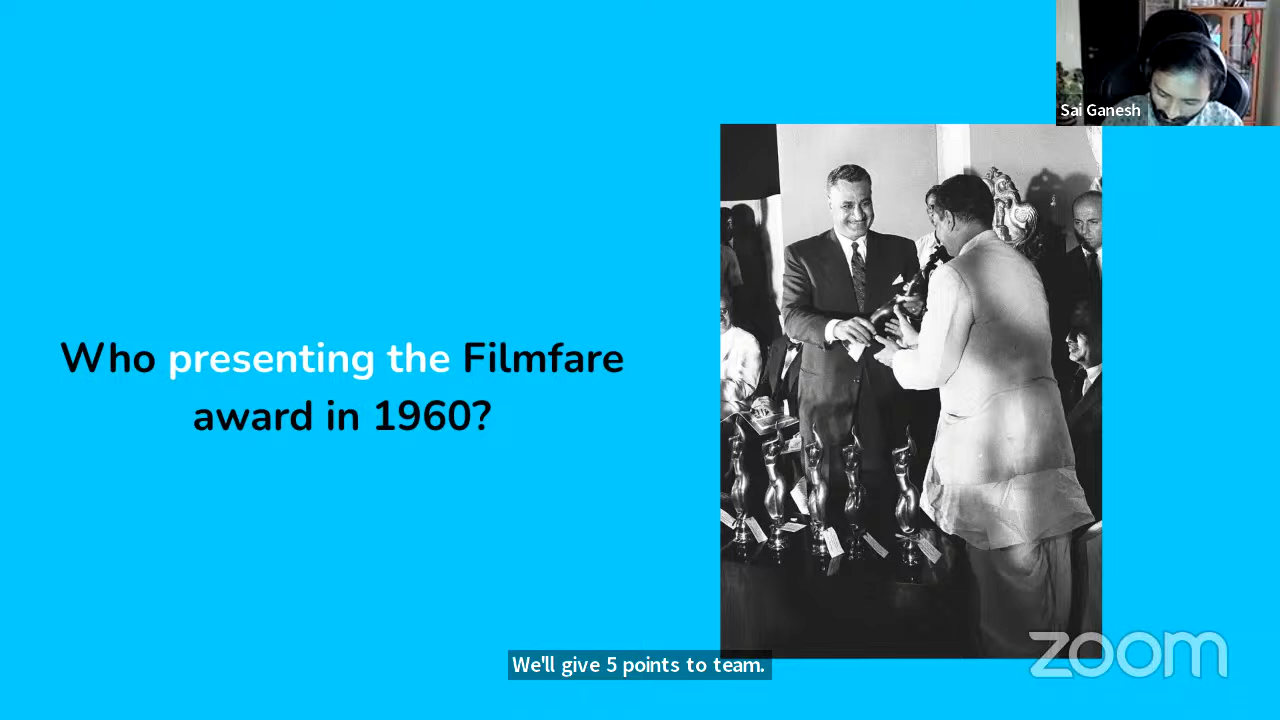 Sai Ganesh
Who presenting the Filmfare
award in 1960?
zoom
We'll give 5 points to team.